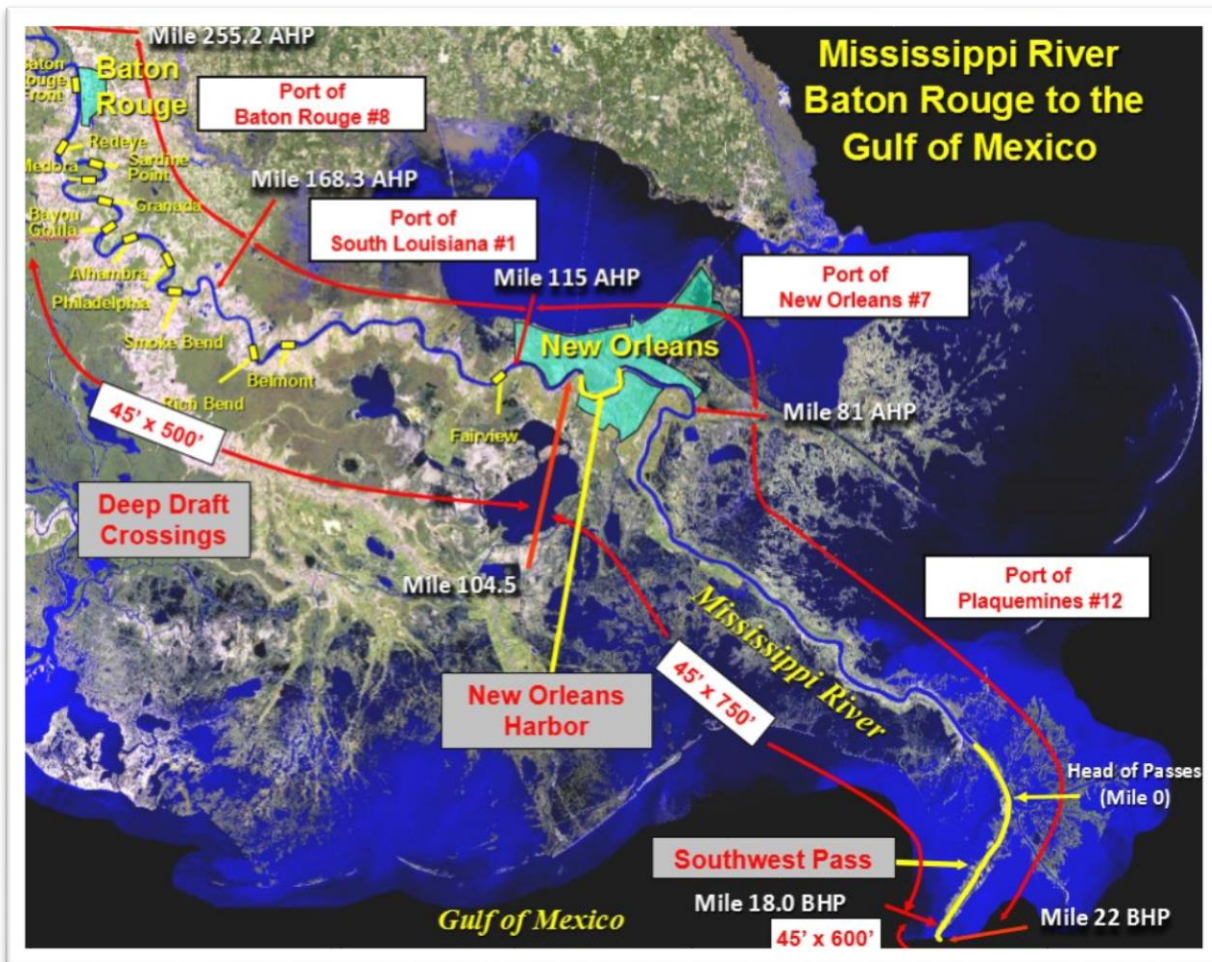 Mile 255.2 AHP
Mississippi River
Baton Rouge to the
Gulf of Mexico
Baton
Rouge
Front
Baton
Rouge
Port of
Baton Rouge #8
Redeye
Medora
Sardine
Point
Mile 168.3 AHP
Granada
Bayou
Goula
Port of
South Louisiana #1
Alhambra
Mile 115 AHP
Port of
New Orleans #7
Philadelphia
Smoke Bend
New Orleans
Belmont
Rich Bend
Mile 81 AHP
45' x 500'
Fairview
Deep Draft
Crossings
Mile 104.5
Port of
Plaquemines #12
Mississippi River
45' x 750'
New Orleans
Harbor
Head of Passes
(Mile 0)
Southwest Pass
Mile 18.0 BHP
Gulf of Mexico
Mile 22 BHP
45' x 600'